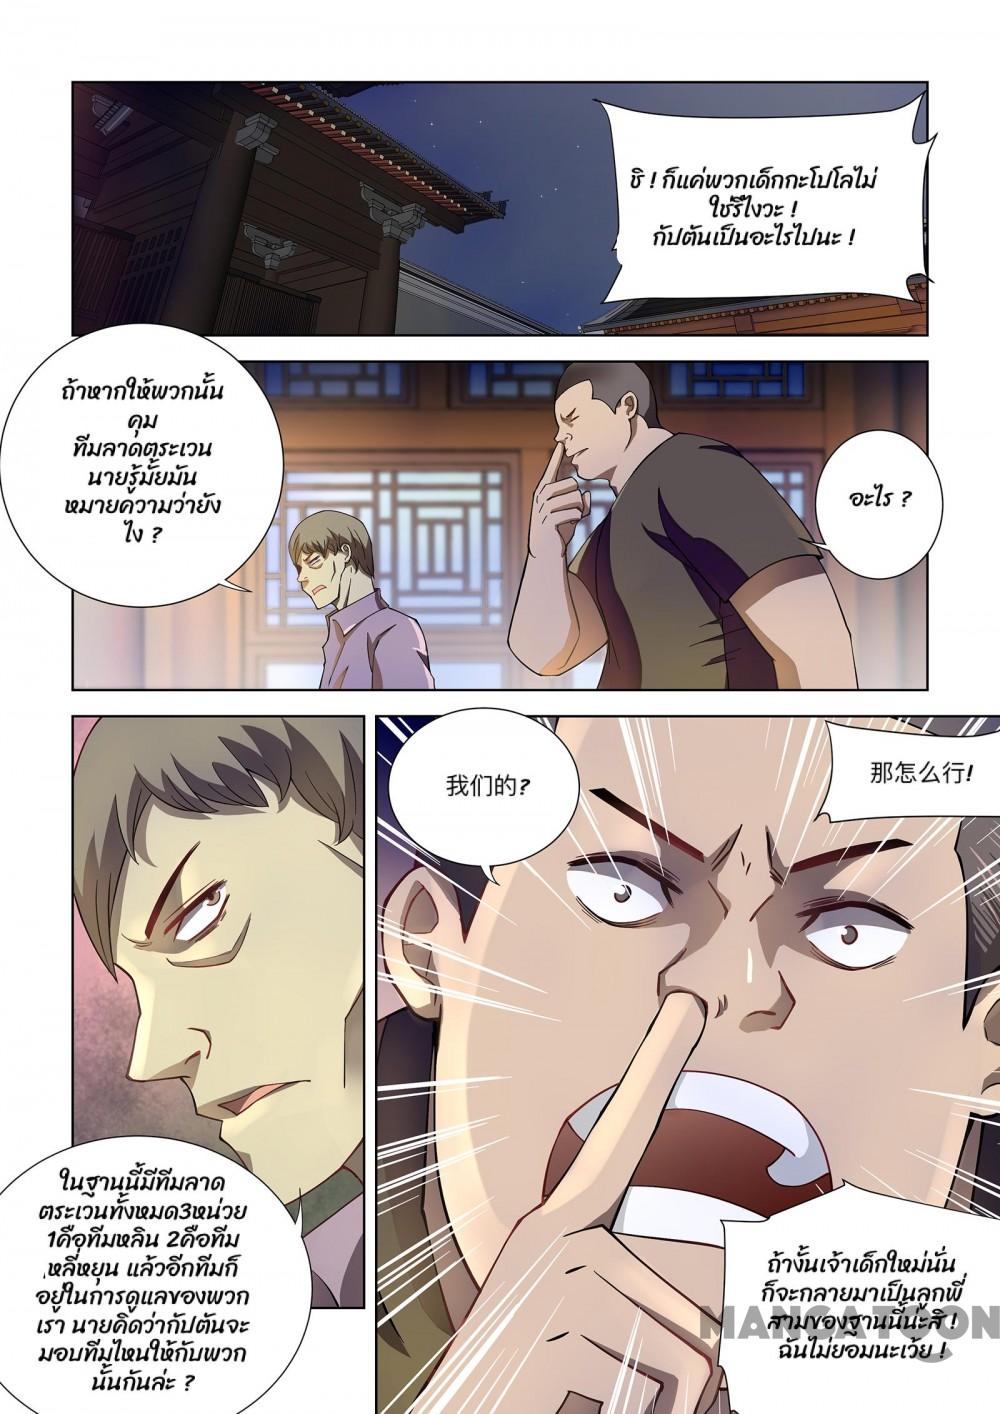 ชิ ! ก็แค่พวกเด็กกะโปโลไม่
ใช่รึไงวะ !
กัปตันเป็นอะไรไปนะ !
ถ้าหากให้พวกนั้น
คุม
ทีมลาดตระเวน
นายรู้มั้ยมัน
หมายความว่ายัง
ไง ?
อะไร ?
我们的?
那怎么行!
ในฐานนี้มีทีมลาด
ตระเวนทั้งหมด3หน่วย
1คือทีมหลิน 2คือทีม
หลี่หยุน แล้วอีกทีมก็
อยู่ในการดูแลของพวก
เรา นายคิดว่ากัปตันจะ
มอบทีมไหนให้กับพวก
นั้นกันล่ะ ?
ถ้างั้นเจ้าเด็กใหม่นั่น
ก็จะกลายมาเป็นลูกพี่
สามของฐานนี้น่ะสิ !
ฉันไม่ยอมนะเว้ย !
MANGATOON